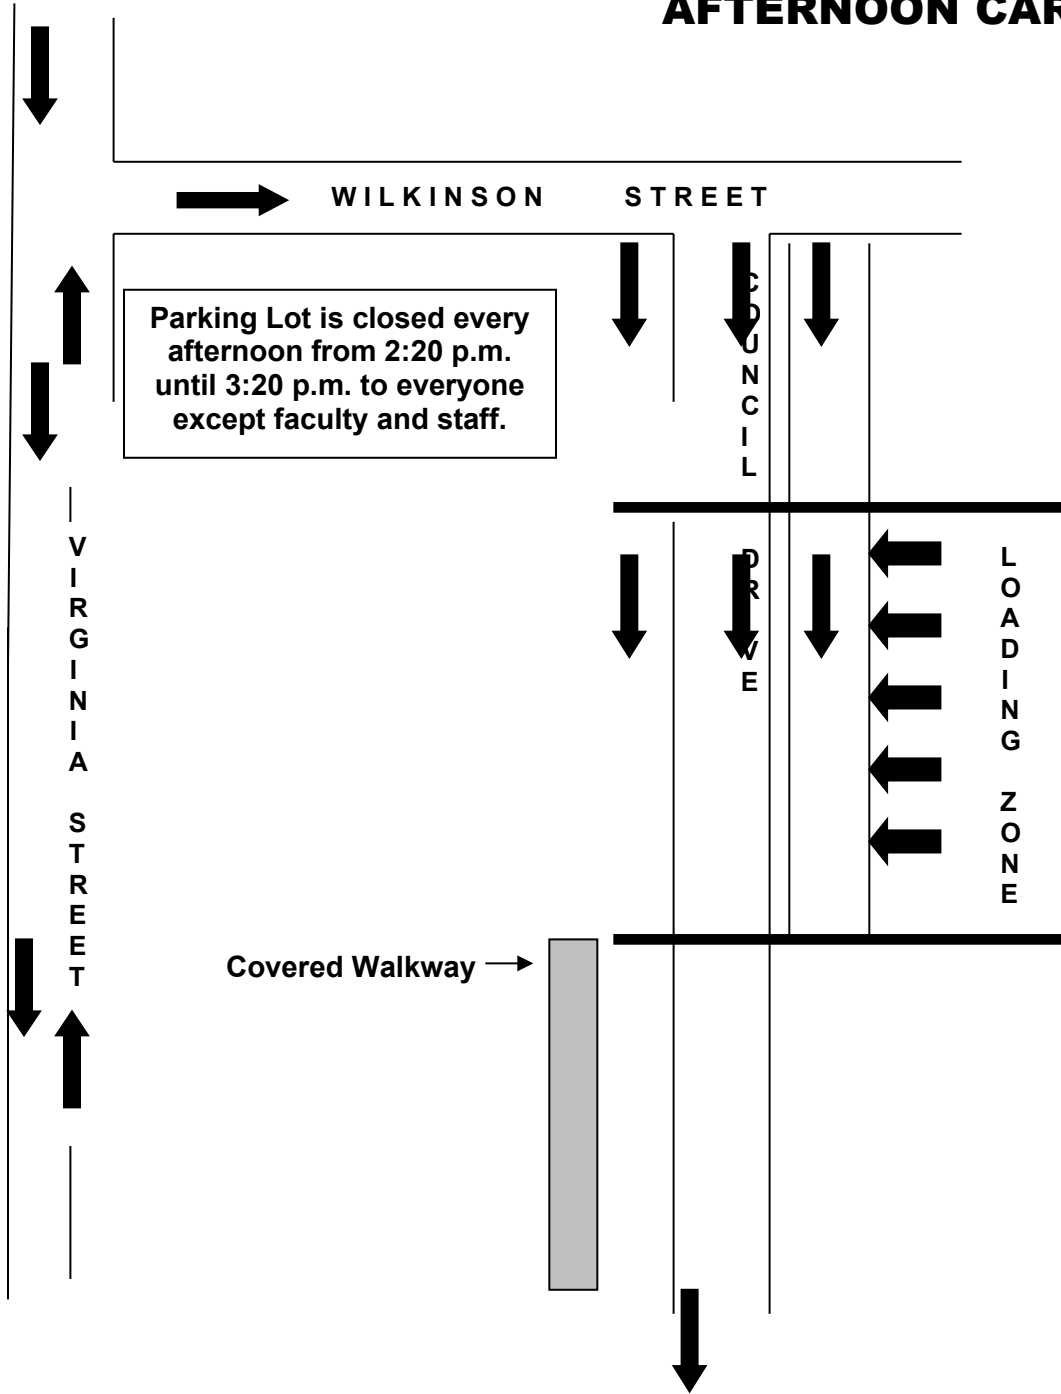 AFTERNOON CAR
WILKINSON STREET
Parking Lot is closed every
afternoon from 2:20 p.m.
until 3:20 p.m. to everyone
except faculty and staff.
COUNCIL DRIVE
VIRGINIA STREET
LOADING ZONE
Covered Walkway